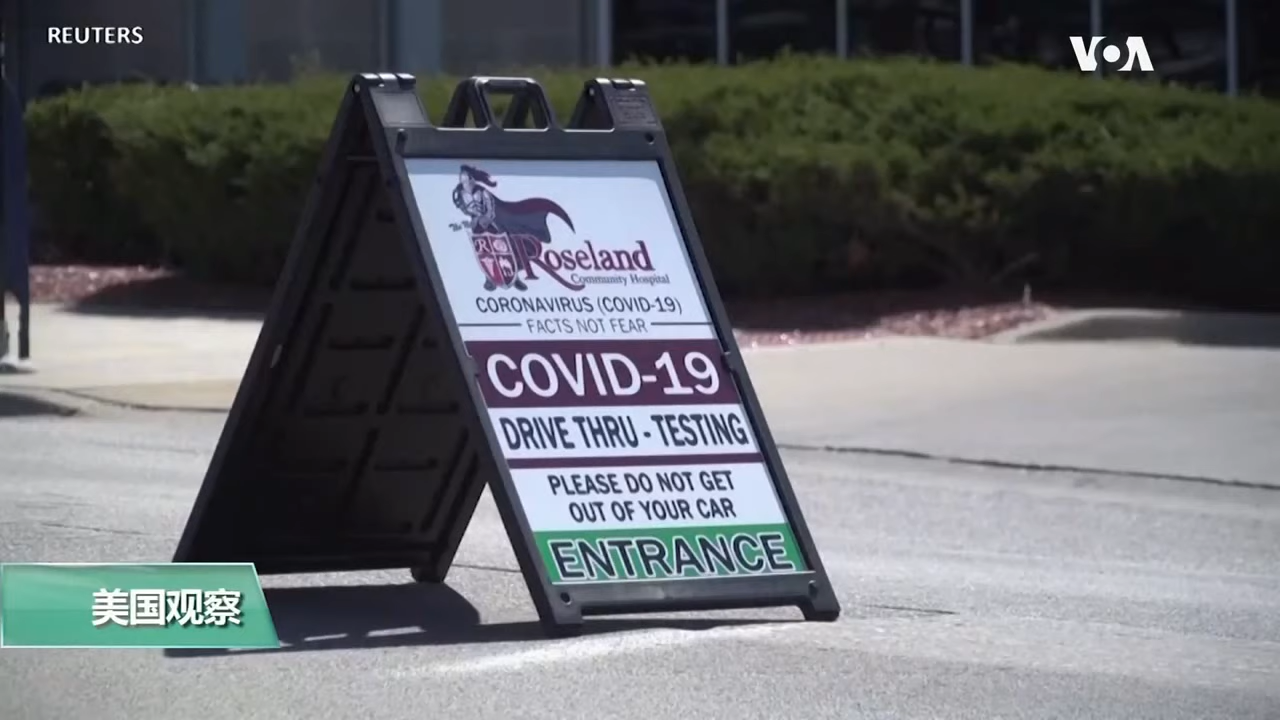 REUTERS
VOA
Roseland
Community Hospital
CORONAVIRUS (COVID-19)
FACTS NOT FEAR
COVID-19
DRIVE THRU - TESTING
PLEASE DO NOT GET
OUT OF YOUR CAR
ENTRANCE
美国观察